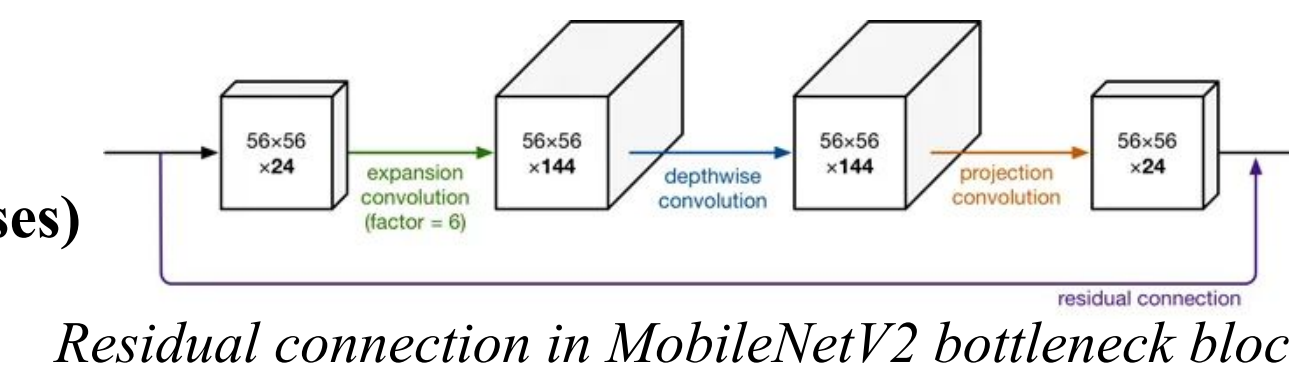 56×56
×24
56×56
×144
56×56
×144
56×56
×24
expansion
convolution
(factor = 6)
depthwise
convolution
projection
convolution
ses)
residual connection
Residual connection in MobileNetV2 bottleneck bloc